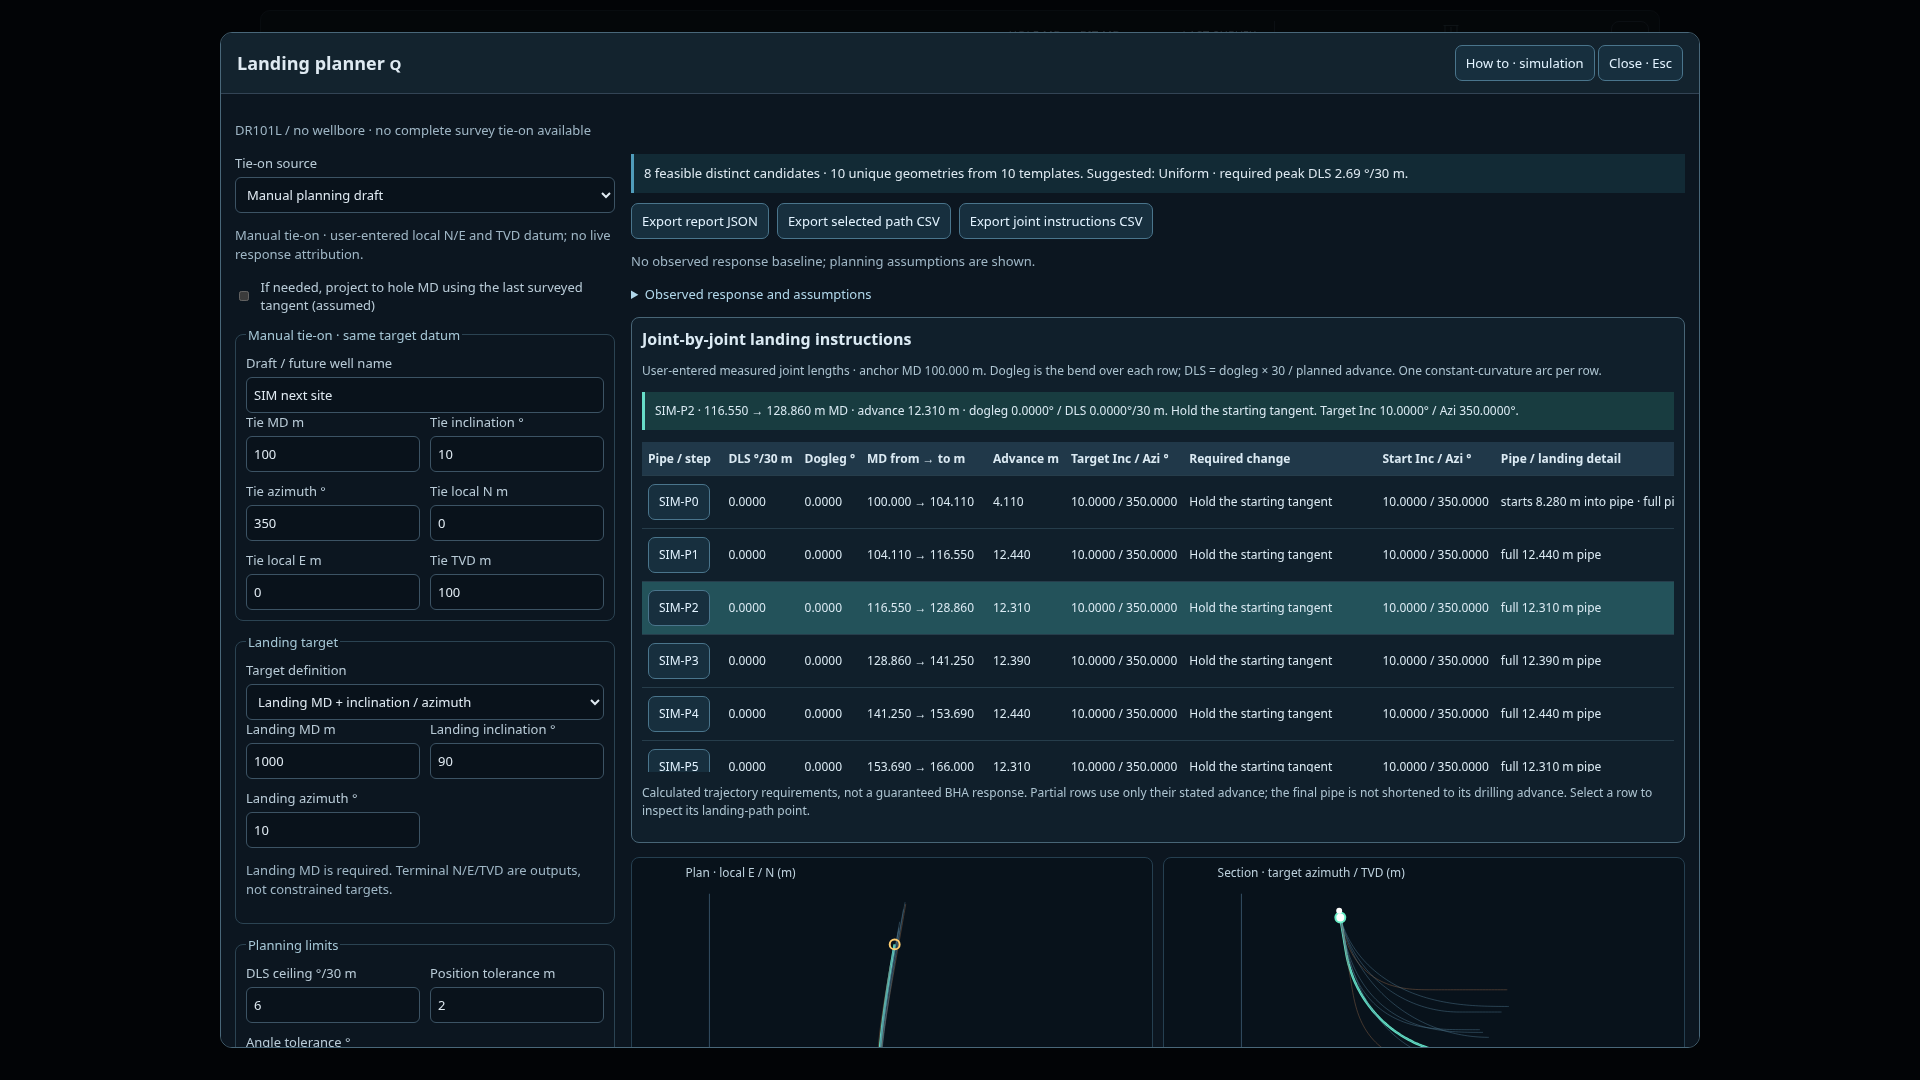 Landing planner Q
How to · simulation
Close · Esc
DR101L / no wellbore · no complete survey tie-on available
Tie-on source
Manual planning draft
Manual tie-on · user-entered local N/E and TVD datum; no live
response attribution.
If needed, project to hole MD using the last surveyed
tangent (assumed)
Manual tie-on · same target datum
Draft / future well name
SIM next site
Tie MD m
Tie inclination °
100
10
Tie azimuth °
Tie local N m
350
0
Tie local E m
Tie TVD m
0
100
Landing target
Target definition
Landing MD + inclination / azimuth
Landing MD m
Landing inclination °
1000
90
Landing azimuth °
10
Landing MD is required. Terminal N/E/TVD are outputs,
not constrained targets.
Planning limits
DLS ceiling °/30 m
Position tolerance m
6
2
Angle tolerance °
8 feasible distinct candidates · 10 unique geometries from 10 templates. Suggested: Uniform · required peak DLS 2.69 °/30 m.
Export report JSON
Export selected path CSV
Export joint instructions CSV
No observed response baseline; planning assumptions are shown.
Observed response and assumptions
Joint-by-joint landing instructions
User-entered measured joint lengths · anchor MD 100.000 m. Dogleg is the bend over each row; DLS = dogleg × 30 / planned advance. One constant-curvature arc per row.
SIM-P2 · 116.550 → 128.860 m MD · advance 12.310 m · dogleg 0.0000° / DLS 0.0000°/30 m. Hold the starting tangent. Target Inc 10.0000° / Azi 350.0000°.
Pipe / step DLS °/30 m Dogleg ° MD from → to m Advance m Target Inc / Azi ° Required change Start Inc / Azi ° Pipe / landing detail
SIM-P0 0.0000 0.0000 100.000 → 104.110 4.110 10.0000 / 350.0000 Hold the starting tangent 10.0000 / 350.0000 starts 8.280 m into pipe · full pi
SIM-P1 0.0000 0.0000 104.110 → 116.550 12.440 10.0000 / 350.0000 Hold the starting tangent 10.0000 / 350.0000 full 12.440 m pipe
SIM-P2 0.0000 0.0000 116.550 → 128.860 12.310 10.0000 / 350.0000 Hold the starting tangent 10.0000 / 350.0000 full 12.310 m pipe
SIM-P3 0.0000 0.0000 128.860 → 141.250 12.390 10.0000 / 350.0000 Hold the starting tangent 10.0000 / 350.0000 full 12.390 m pipe
SIM-P4 0.0000 0.0000 141.250 → 153.690 12.440 10.0000 / 350.0000 Hold the starting tangent 10.0000 / 350.0000 full 12.440 m pipe
SIM-P5 0.0000 0.0000 153.690 → 166.000 12.310 10.0000 / 350.0000 Hold the starting tangent 10.0000 / 350.0000 full 12.310 m pipe
Calculated trajectory requirements, not a guaranteed BHA response. Partial rows use only their stated advance; the final pipe is not shortened to its drilling advance. Select a row to
inspect its landing-path point.
Plan · local E / N (m)
Section · target azimuth / TVD (m)